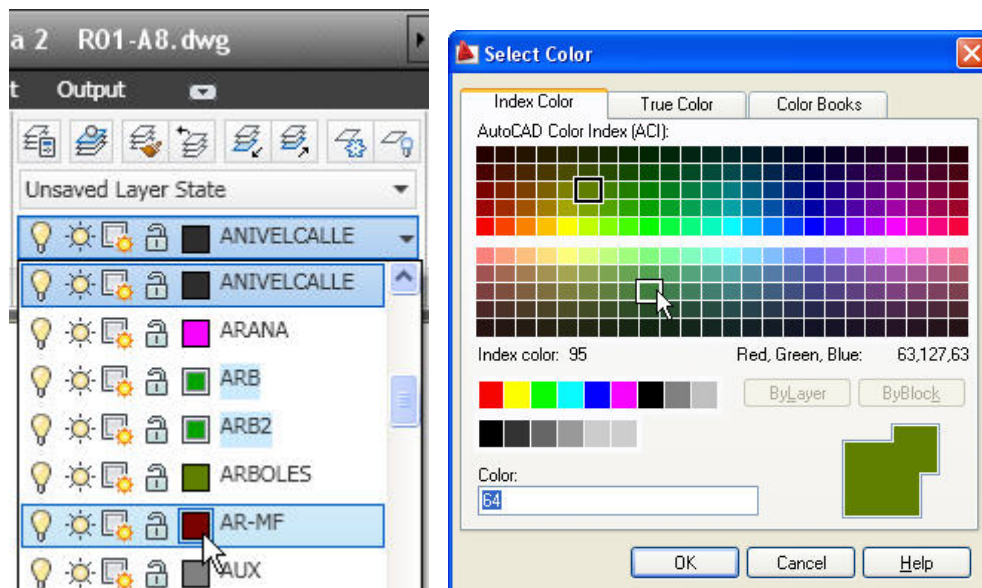 a 2 R01-A8.dwg
t Output
Unsaved Layer State
ANIVELCALLE
ANIVELCALLE
ARANA
ARB
ARB2
ARBOLES
AR-MF
AUX
Select Color
Index Color True Color Color Books
AutoCAD Color Index (ACI):
Index color: 95 Red, Green, Blue: 63,127,63
ByLayer ByBlock
Color:
64
OK Cancel Help